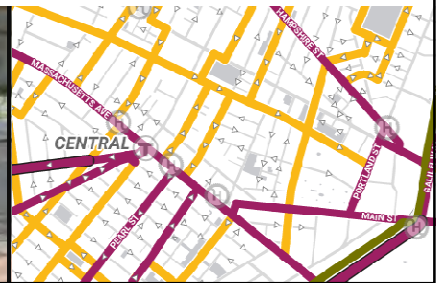 HAMPSHIRE ST
MASSACHUSETTS AVE
CENTRAL
T
PORTLAND ST
MAIN ST
PEARL ST